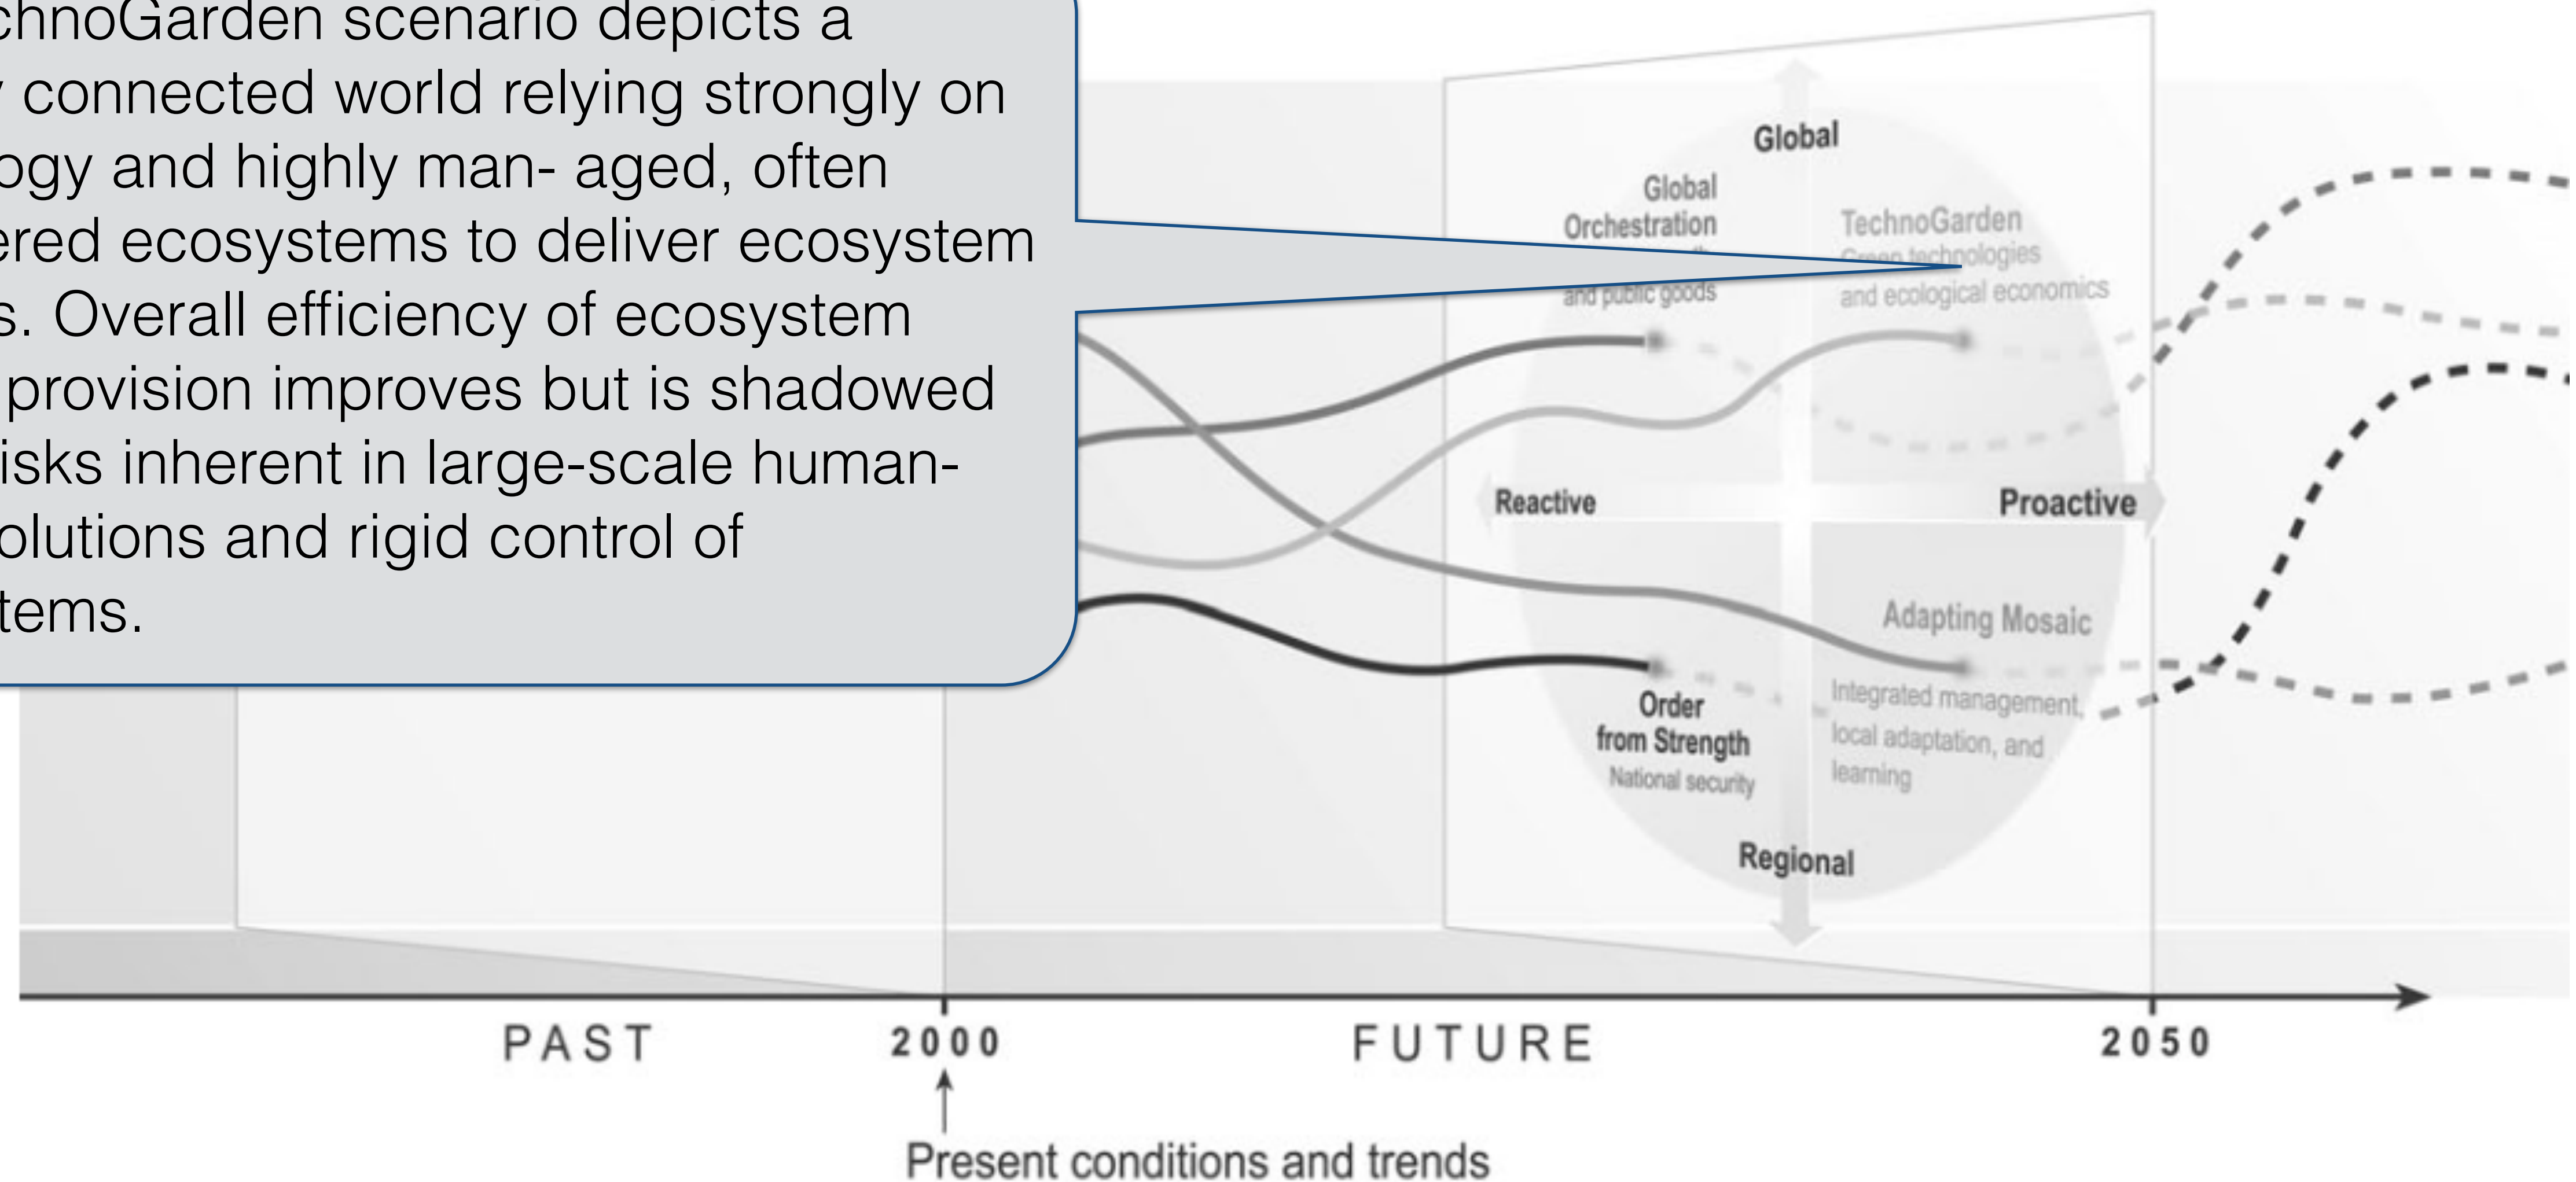 chnoGarden scenario depicts a
y connected world relying strongly on
ogy and highly man- aged, often
ered ecosystems to deliver ecosystem
s. Overall efficiency of ecosystem
provision improves but is shadowed
isks inherent in large-scale human-
olutions and rigid control of
tems.
Global
Global
Orchestration
and public goods
TechnoGarden
Green technologies
and ecological economics
Reactive
Proactive
Adapting Mosaic
Integrated management,
local adaptation, and
learning
Order
from Strength
National security
Regional
PAST
2000
FUTURE
2050
Present conditions and trends